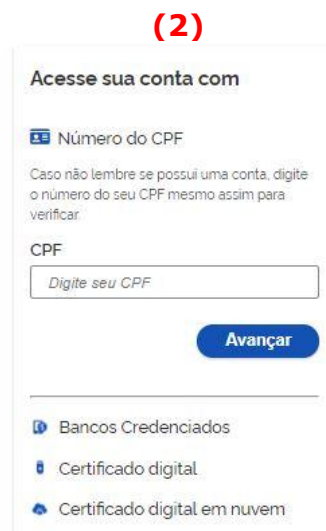 (2)
Acesse sua conta com
Número do CPF
Caso não lembre se possui uma conta, digite
o número do seu CPF mesmo assim para
verificar.
CPF
Digite seu CPF
Avançar
Bancos Credenciados
Certificado digital
Certificado digital em nuvem